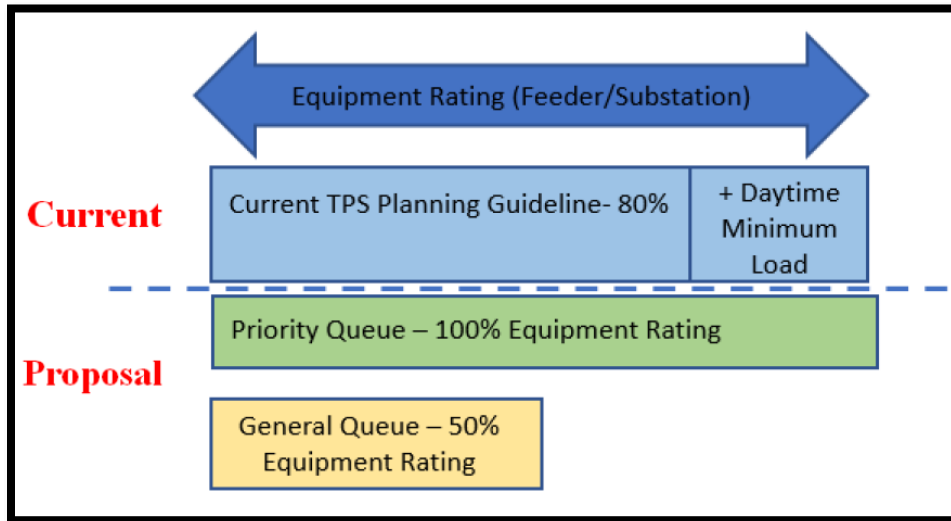 Equipment Rating (Feeder/Substation)
Current
Current TPS Planning Guideline- 80%
+ Daytime
Minimum
Load
Proposal
Priority Queue – 100% Equipment Rating
General Queue – 50%
Equipment Rating